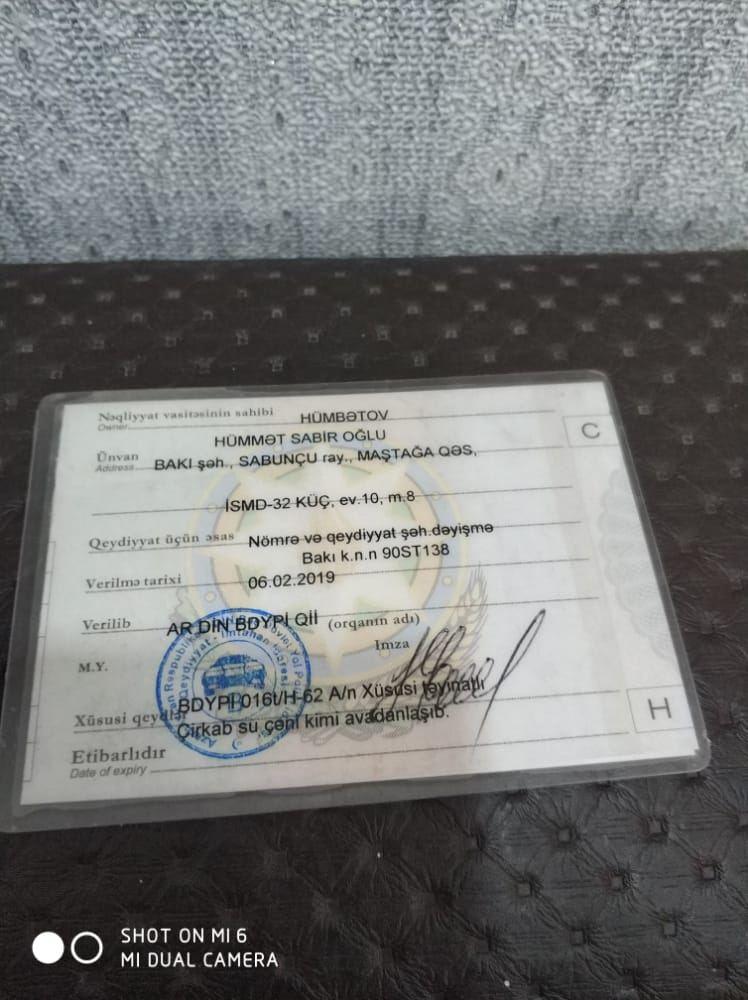 Nəqliyyat vasitəsinin sahibi HÜMBƏTOV
Owner
HÜMMƏT SABİR OĞLU
C
Ünvan BAKI şəh., SABUNÇU ray., MAŞTAĞA QƏS,
Address
İSMD-32 KÜÇ, ev.10, m.8
Qeydiyyat üçün əsas Nömrə və qeydiyyat şəh.dəyişmə
Bakı k.n.n 90ST138
Verilmə tarixi 06.02.2019
Verilib AR DİN BDYPİ Qİİ (orqanın adı)
İmza
M.Y.
BDYPİ 016t/H-62 A/n Xüsusi təyinatlı
Xüsusi qeydlər Çirkab su çəni kimi avadanlaşıb.
H
Etibarlıdır
Date of expiry
SHOT ON MI 6
MI DUAL CAMERA